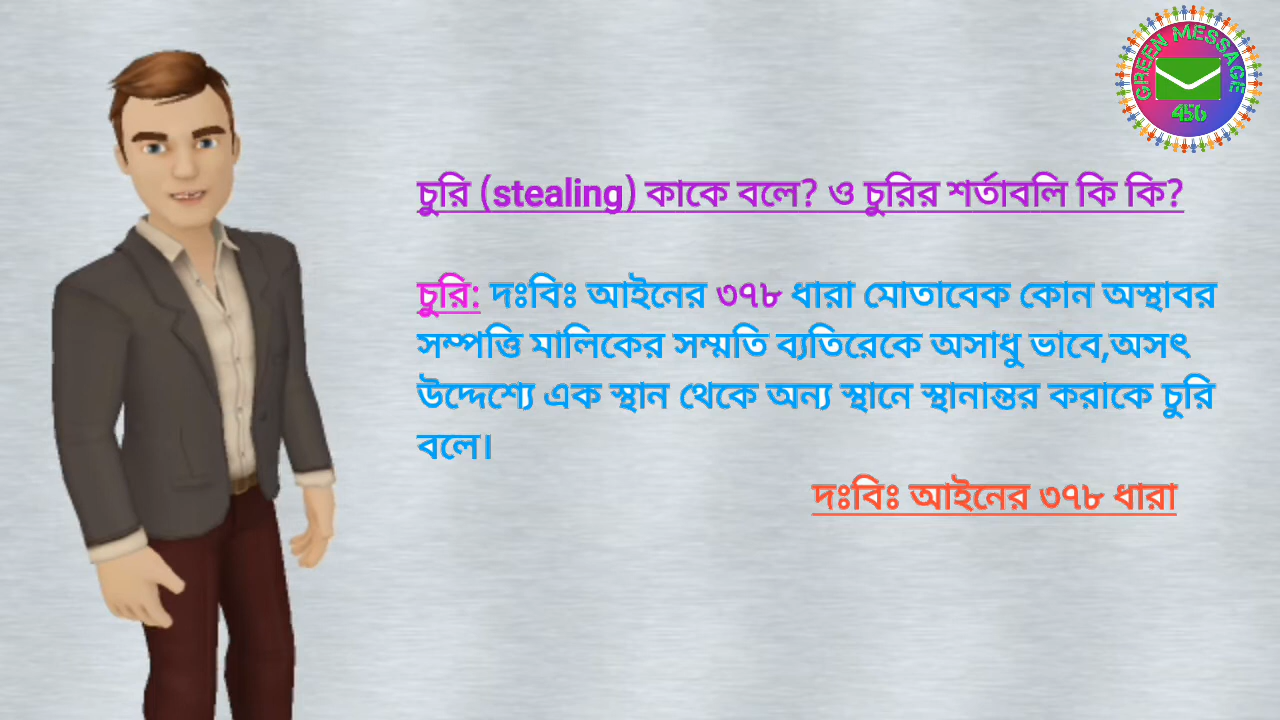 GREEN MESSAGE
456
চুরি (stealing) কাকে বলে? ও চুরির শর্তাবলি কি কি?
চুরি: দঃবিঃ আইনের ৩৭৮ ধারা মোতাবেক কোন অস্থাবর
সম্পত্তি মালিকের সম্মতি ব্যতিরেকে অসাধু ভাবে,অসৎ
উদ্দেশ্যে এক স্থান থেকে অন্য স্থানে স্থানান্তর করাকে চুরি
বলে।
দঃবিঃ আইনের ৩৭৮ ধারা